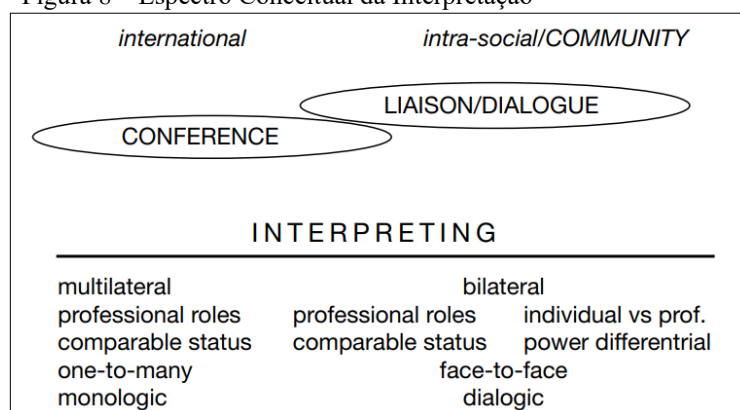 Figura 8 – Espectro Conceitual da Interpretação
international intra-social/COMMUNITY
LIAISON/DIALOGUE
CONFERENCE
INTERPRETING
multilateral bilateral
professional roles professional roles individual vs prof.
comparable status comparable status power differentrial
one-to-many face-to-face
monologic dialogic